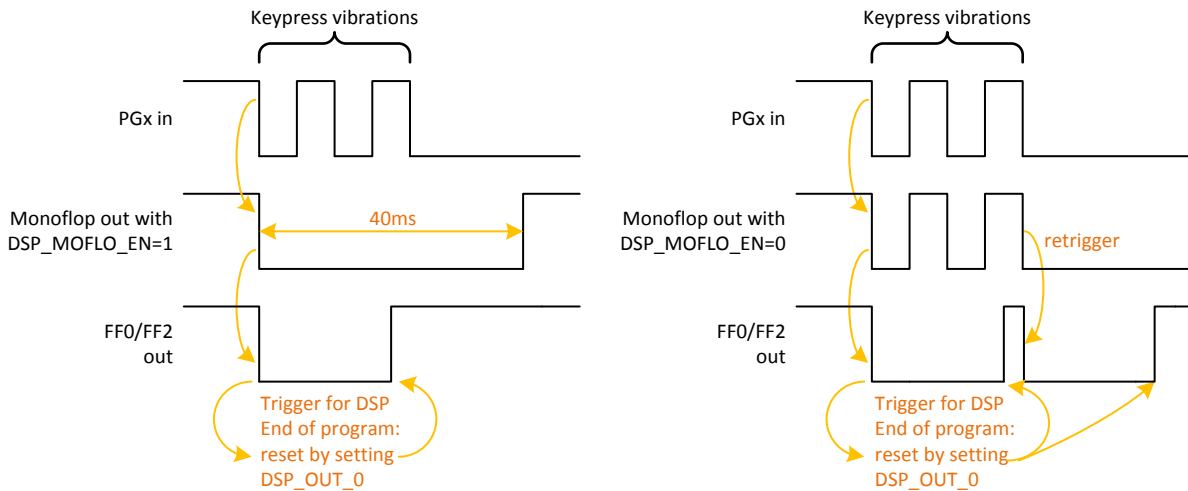 Keypress vibrations
PGx in
Monoflop out with
DSP_MOFLO_EN=1
40ms
FF0/FF2
out
Trigger for DSP
End of program:
reset by setting
DSP_OUT_0
Keypress vibrations
PGx in
Monoflop out with
DSP_MOFLO_EN=0
retrigger
FF0/FF2
out
Trigger for DSP
End of program:
reset by setting
DSP_OUT_0